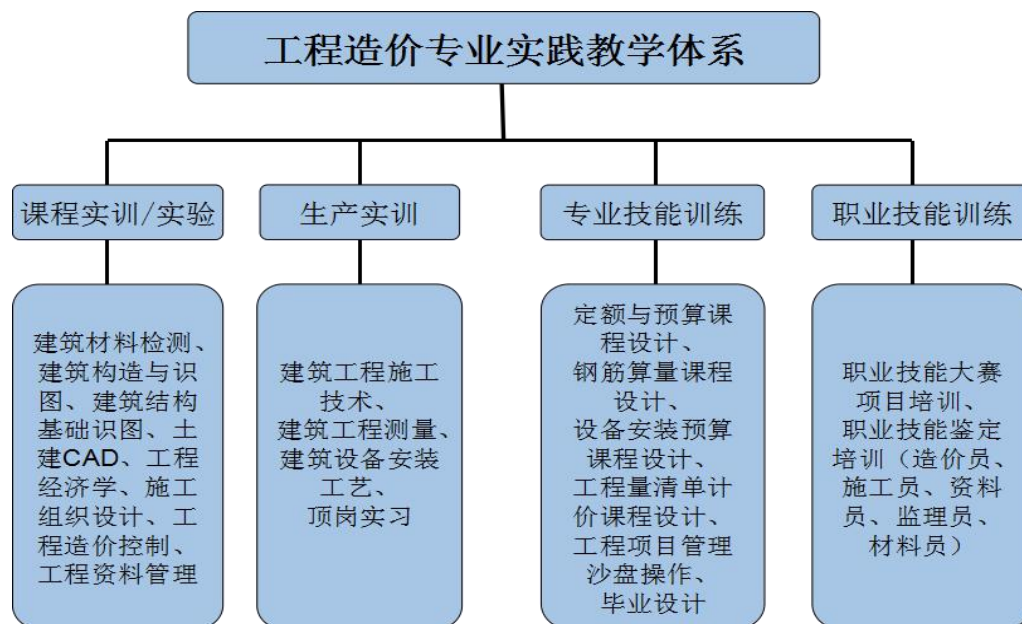 工程造价专业实践教学体系
课程实训/实验
生产实训
专业技能训练
职业技能训练
建筑材料检测、
建筑构造与识
图、建筑结构
基础识图、土
建CAD、工程
经济学、施工
组织设计、工
程造价控制、
工程资料管理
建筑工程施工
技术、
建筑工程测量、
建筑设备安装
工艺、
顶岗实习
定额与预算课
程设计、
钢筋算量课程
设计、
设备安装预算
课程设计、
工程量清单计
价课程设计、
工程项目管理
沙盘操作、
毕业设计
职业技能大赛
项目培训、
职业技能鉴定
培训（造价员、
施工员、资料
员、监理员、
材料员）